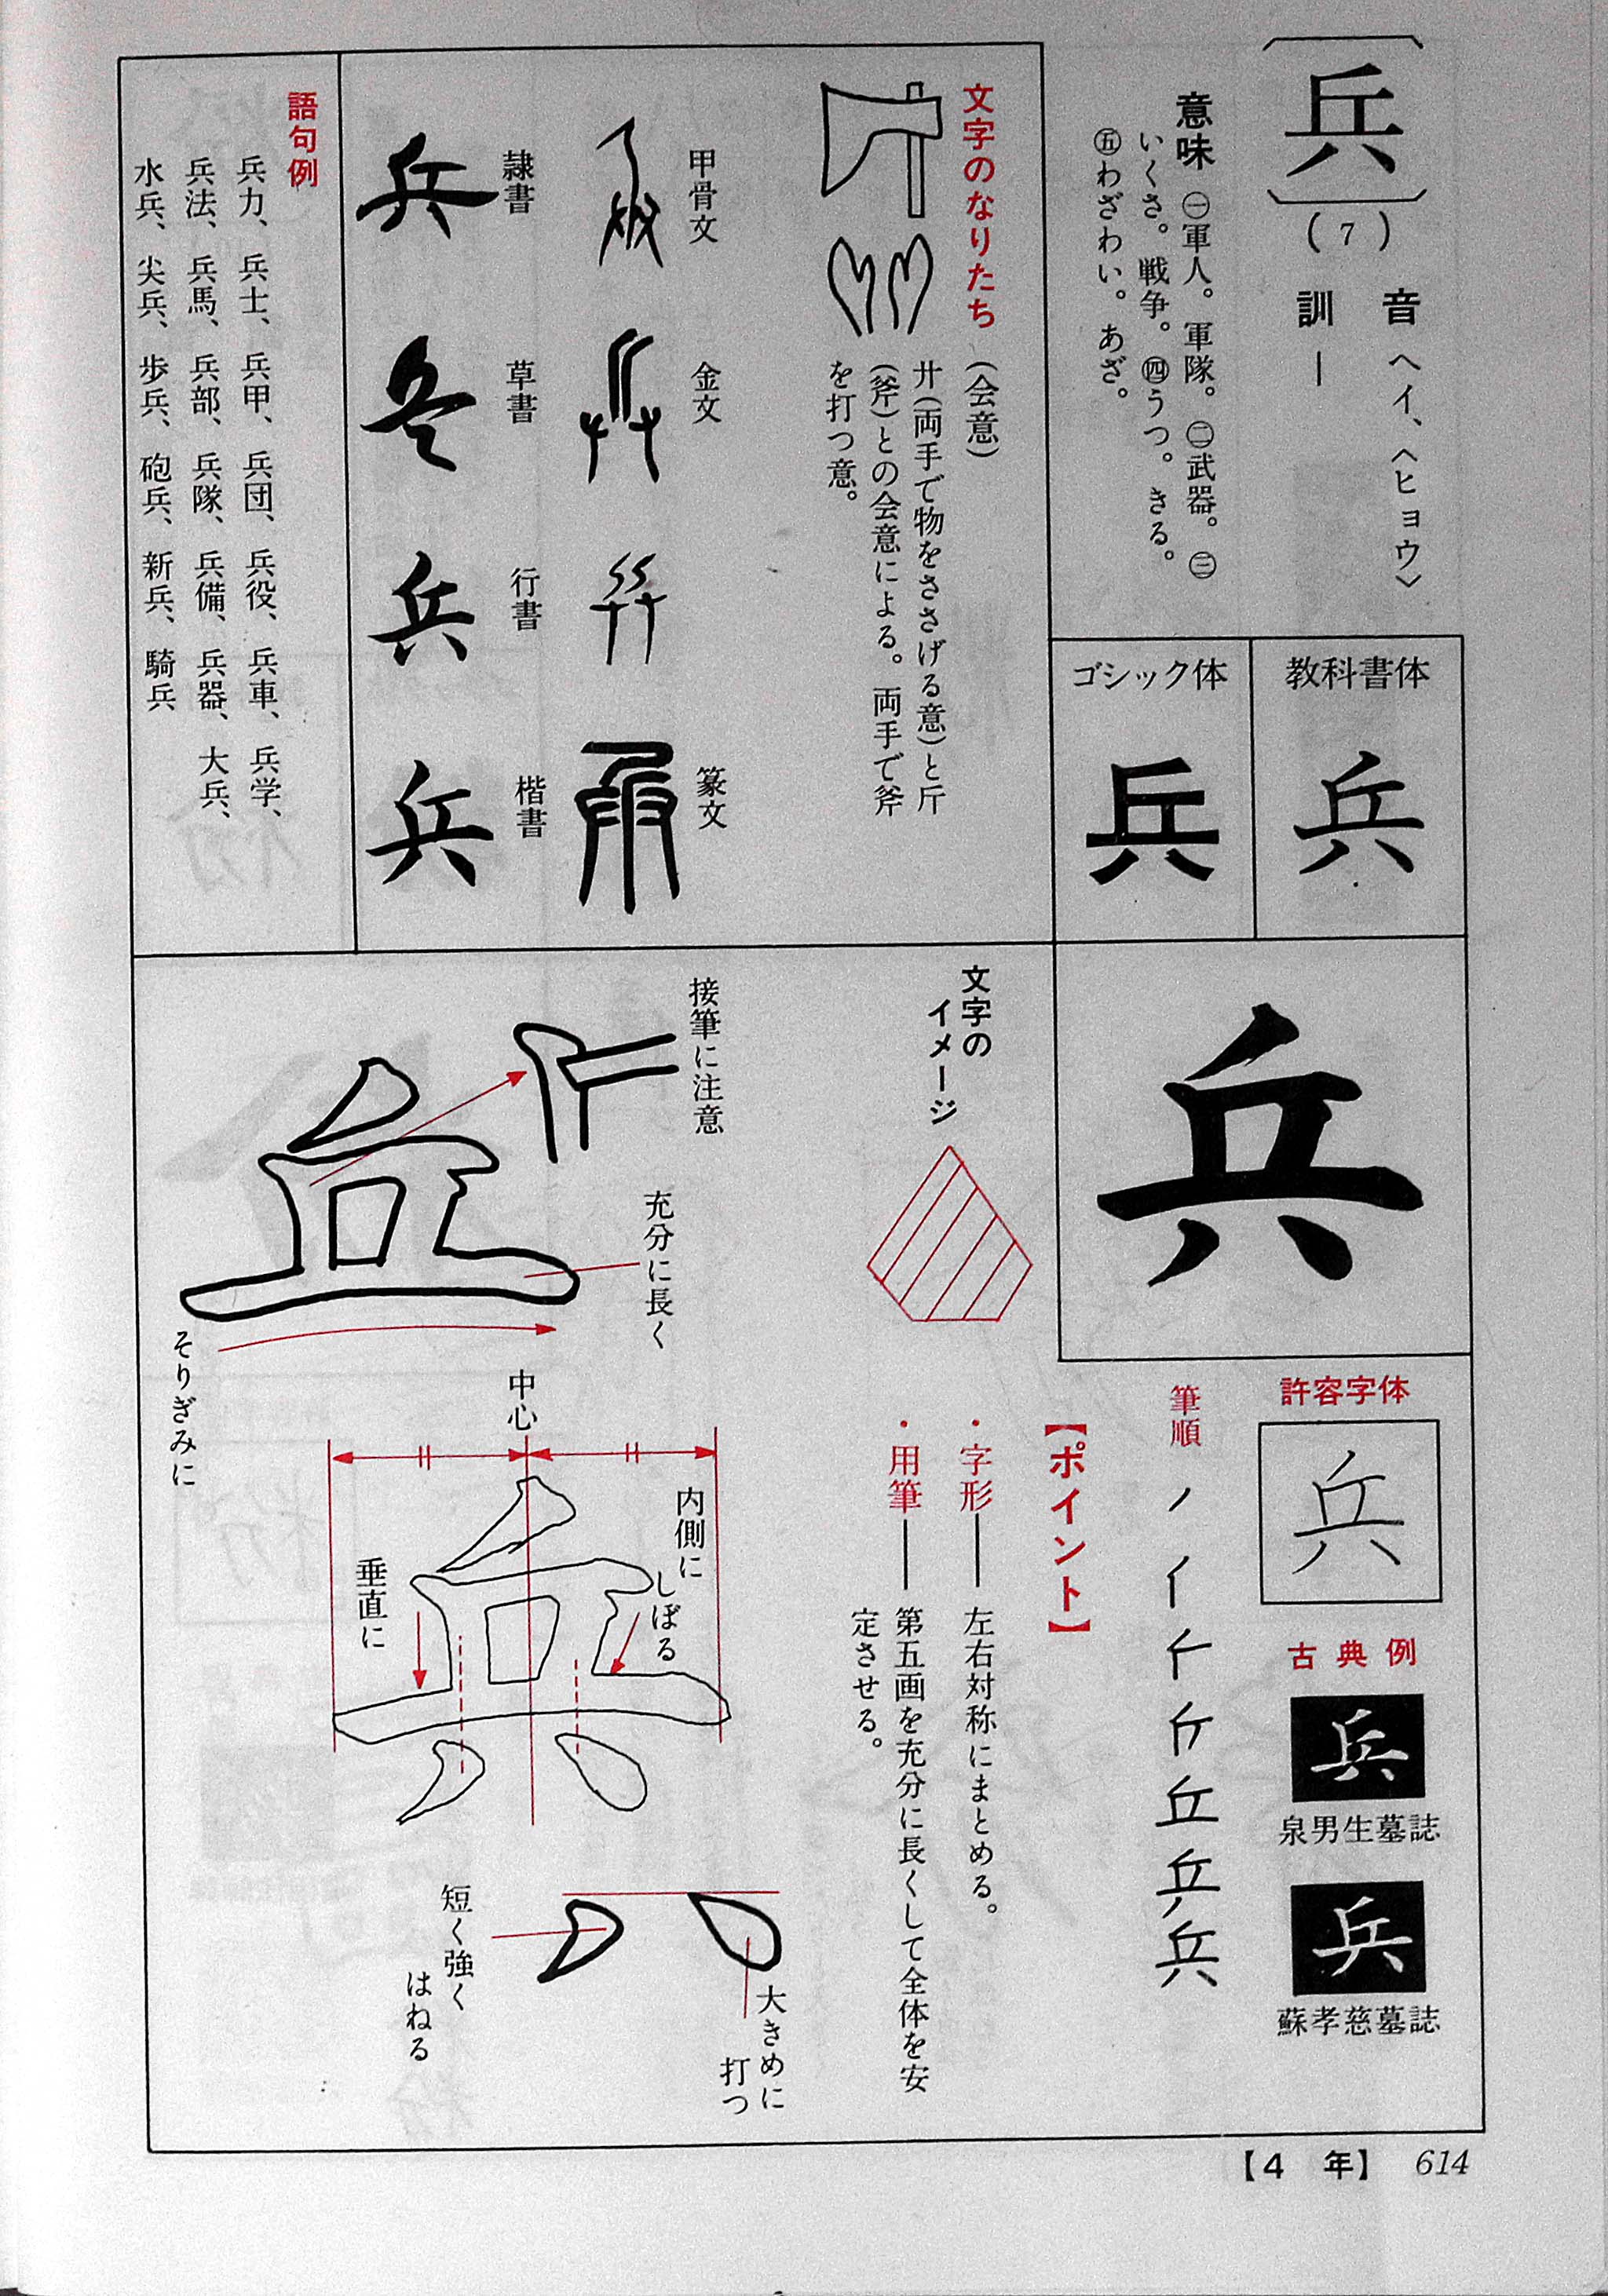 〔兵〕(7)
音 ヘイ、〈ヒョウ〉
訓 ―
意味 ㊀軍人。軍隊。㊁武器。㊂
いくさ。戦争。㊃うつ。きる。
㊄わざわい。あざ。
教科書体
兵
ゴシック体
兵
文字のなりたち
(会意)
廾(両手で物をささげる意)と斤
(斧)との会意による。両手で斧
を打つ意。
甲骨文
金文
篆文
隷書
兵
草書
兵
行書
兵
楷書
兵
語句例
兵力、兵士、兵甲、兵団、兵役、兵車、兵学、
兵法、兵馬、兵部、兵隊、兵備、兵器、大兵、
水兵、尖兵、歩兵、砲兵、新兵、騎兵
兵
許容字体
兵
古典例
兵
泉男生墓誌
兵
蘇孝慈墓誌
筆順
丘 兵
文字の
イメージ
【ポイント】
・字形――左右対称にまとめる。
・用筆――第五画を充分に長くして全体を安
定させる。
接筆に注意
充分に長く
そりぎみに
中心
内側に
しぼる
垂直に
大きめに
打つ
短く強く
はねる
【4年】 614